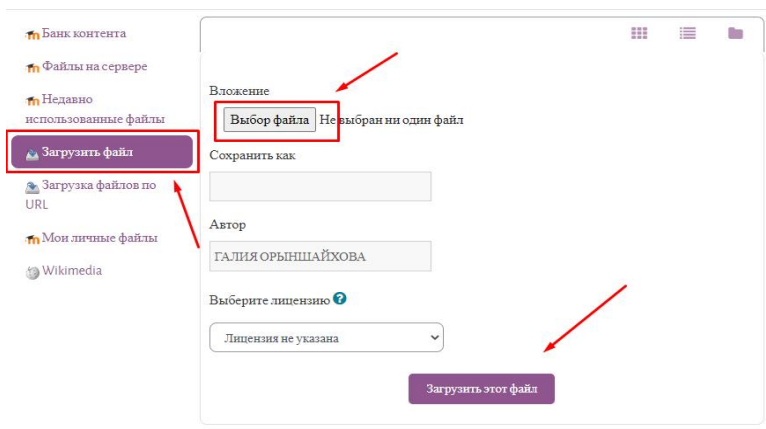 Банк контента
Файлы на сервере
Недавно
использованные файлы
Загрузить файл
Загрузка файлов по
URL
Мои личные файлы
Wikimedia
Вложение
Выбор файла Не выбран ни один файл
Сохранить как
Автор
ГАЛИЯ ОРЫНШАЙХОВА
Выберите лицензию ?
Лицензия не указана
Загрузить этот файл